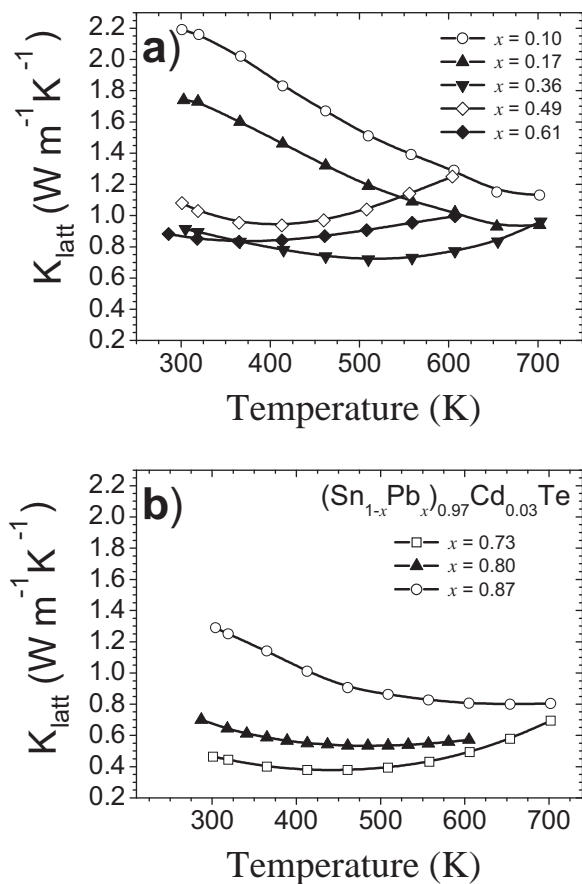 a)
x = 0.10
x = 0.17
x = 0.36
x = 0.49
x = 0.61
2.2
2.0
1.8
1.6
1.4
1.2
1.0
0.8
0.6
0.4
0.2
K_latt (W m⁻¹K⁻¹)
300 400 500 600 700
Temperature (K)
b)
(Sn₁₋ₓPbₓ)₀.₉₇Cd₀.₀₃Te
x = 0.73
x = 0.80
x = 0.87
2.2
2.0
1.8
1.6
1.4
1.2
1.0
0.8
0.6
0.4
0.2
K_latt (W m⁻¹K⁻¹)
300 400 500 600 700
Temperature (K)